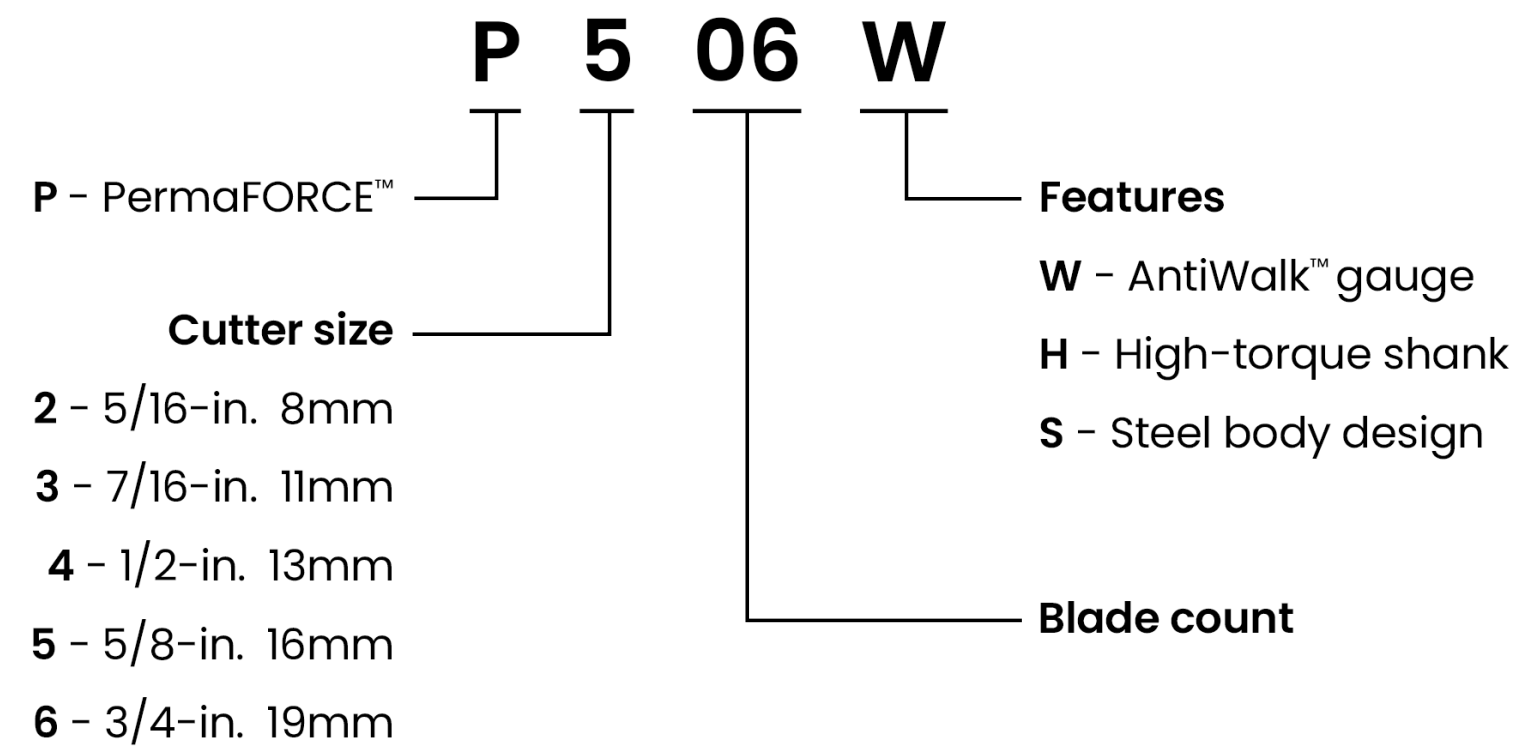 P 5 06 W
P - PermaFORCE™
Cutter size
2 - 5/16-in. 8mm
3 - 7/16-in. 11mm
4 - 1/2-in. 13mm
5 - 5/8-in. 16mm
6 - 3/4-in. 19mm
Features
W - AntiWalk™ gauge
H - High-torque shank
S - Steel body design
Blade count